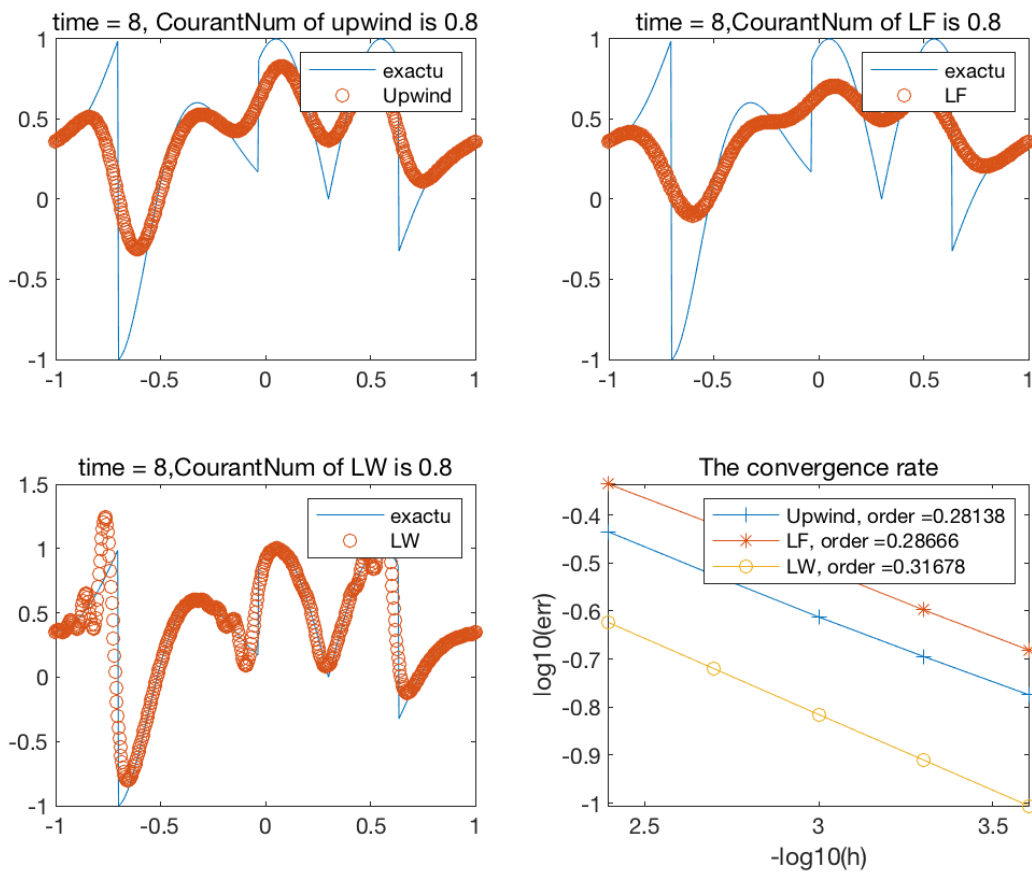 time = 8, CourantNum of upwind is 0.8
1
0.5
0
-0.5
-1
-1
-0.5
0
0.5
1
exactu
Upwind
time = 8,CourantNum of LF is 0.8
1
0.5
0
-0.5
-1
-1
-0.5
0
0.5
1
exactu
LF
time = 8,CourantNum of LW is 0.8
1.5
1
0.5
0
-0.5
-1
-1
-0.5
0
0.5
1
exactu
LW
The convergence rate
log10(err)
-0.4
-0.5
-0.6
-0.7
-0.8
-0.9
-1
2.5
3
3.5
-log10(h)
Upwind, order =0.28138
LF, order =0.28666
LW, order =0.31678